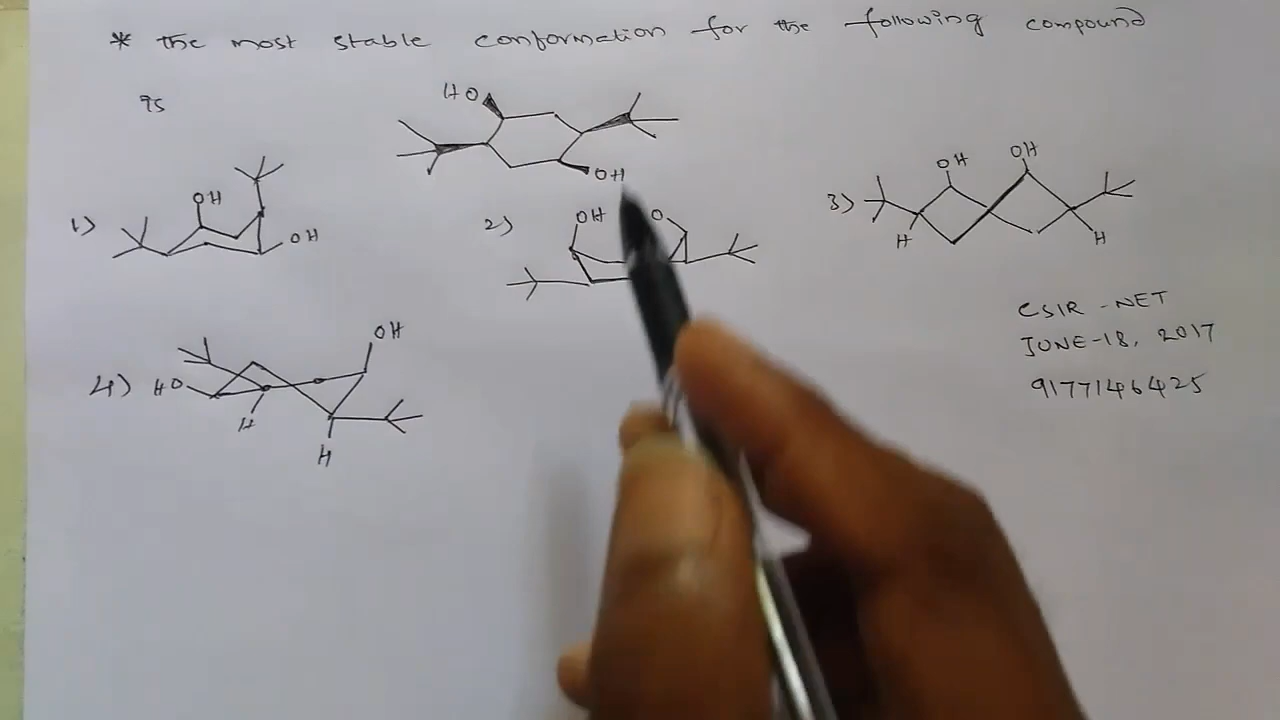 * the most stable conformation for the following compound
is
HO
OH
1)
OH
OH
2)
OH
O
3)
OH
OH
H
H
4)
HO
OH
H
H
CSIR - NET
JUNE-18, 2017
9177146425